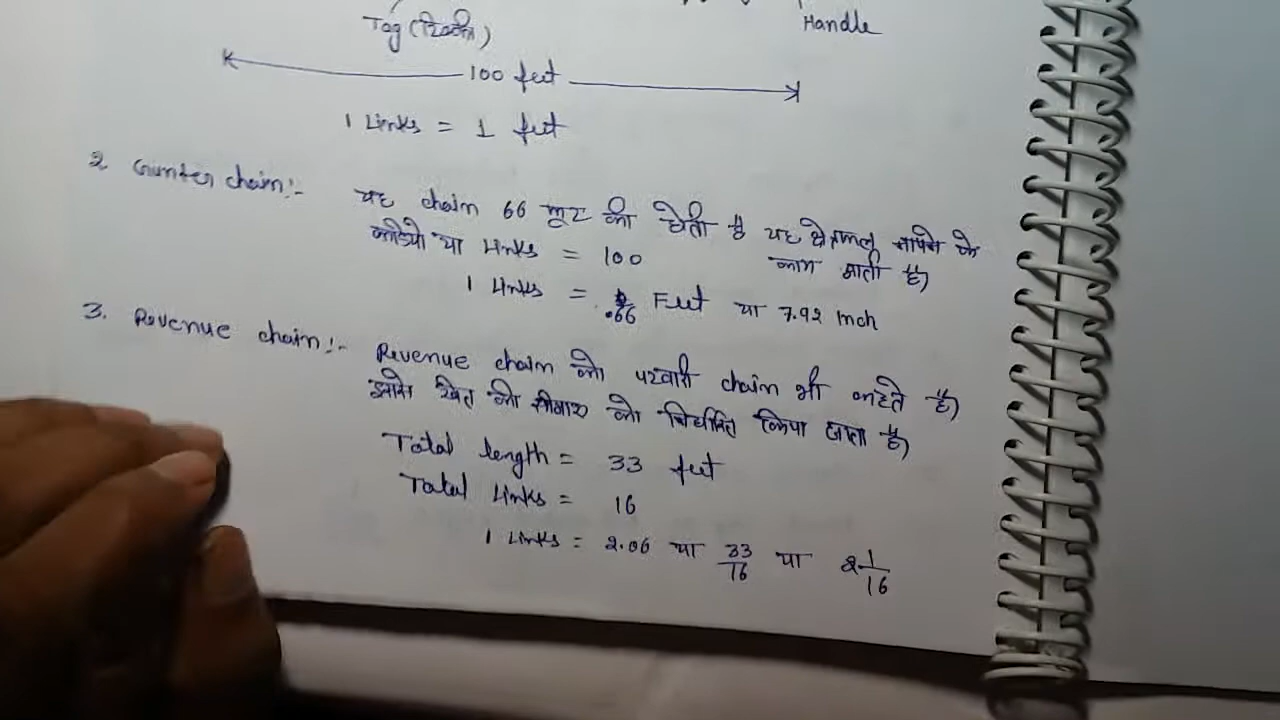 Handle
Tag (
100 feet
1 Links = 1 feet
2 Gunter chain:- यह chain 66 फूट की होती है यह क्षेत्रफल नापने के
काम आती है)
कडियो या Links = 100
1 Links = .66 Feet या 7.92 Inch
3. Revenue chain:- Revenue chain को पटवारी chain भी कहते है)
खेत की को किया जाता है)
Total length = 33 feet
Total Links = 16
1 Links = 2.06 या 33/16 या 2 1/16